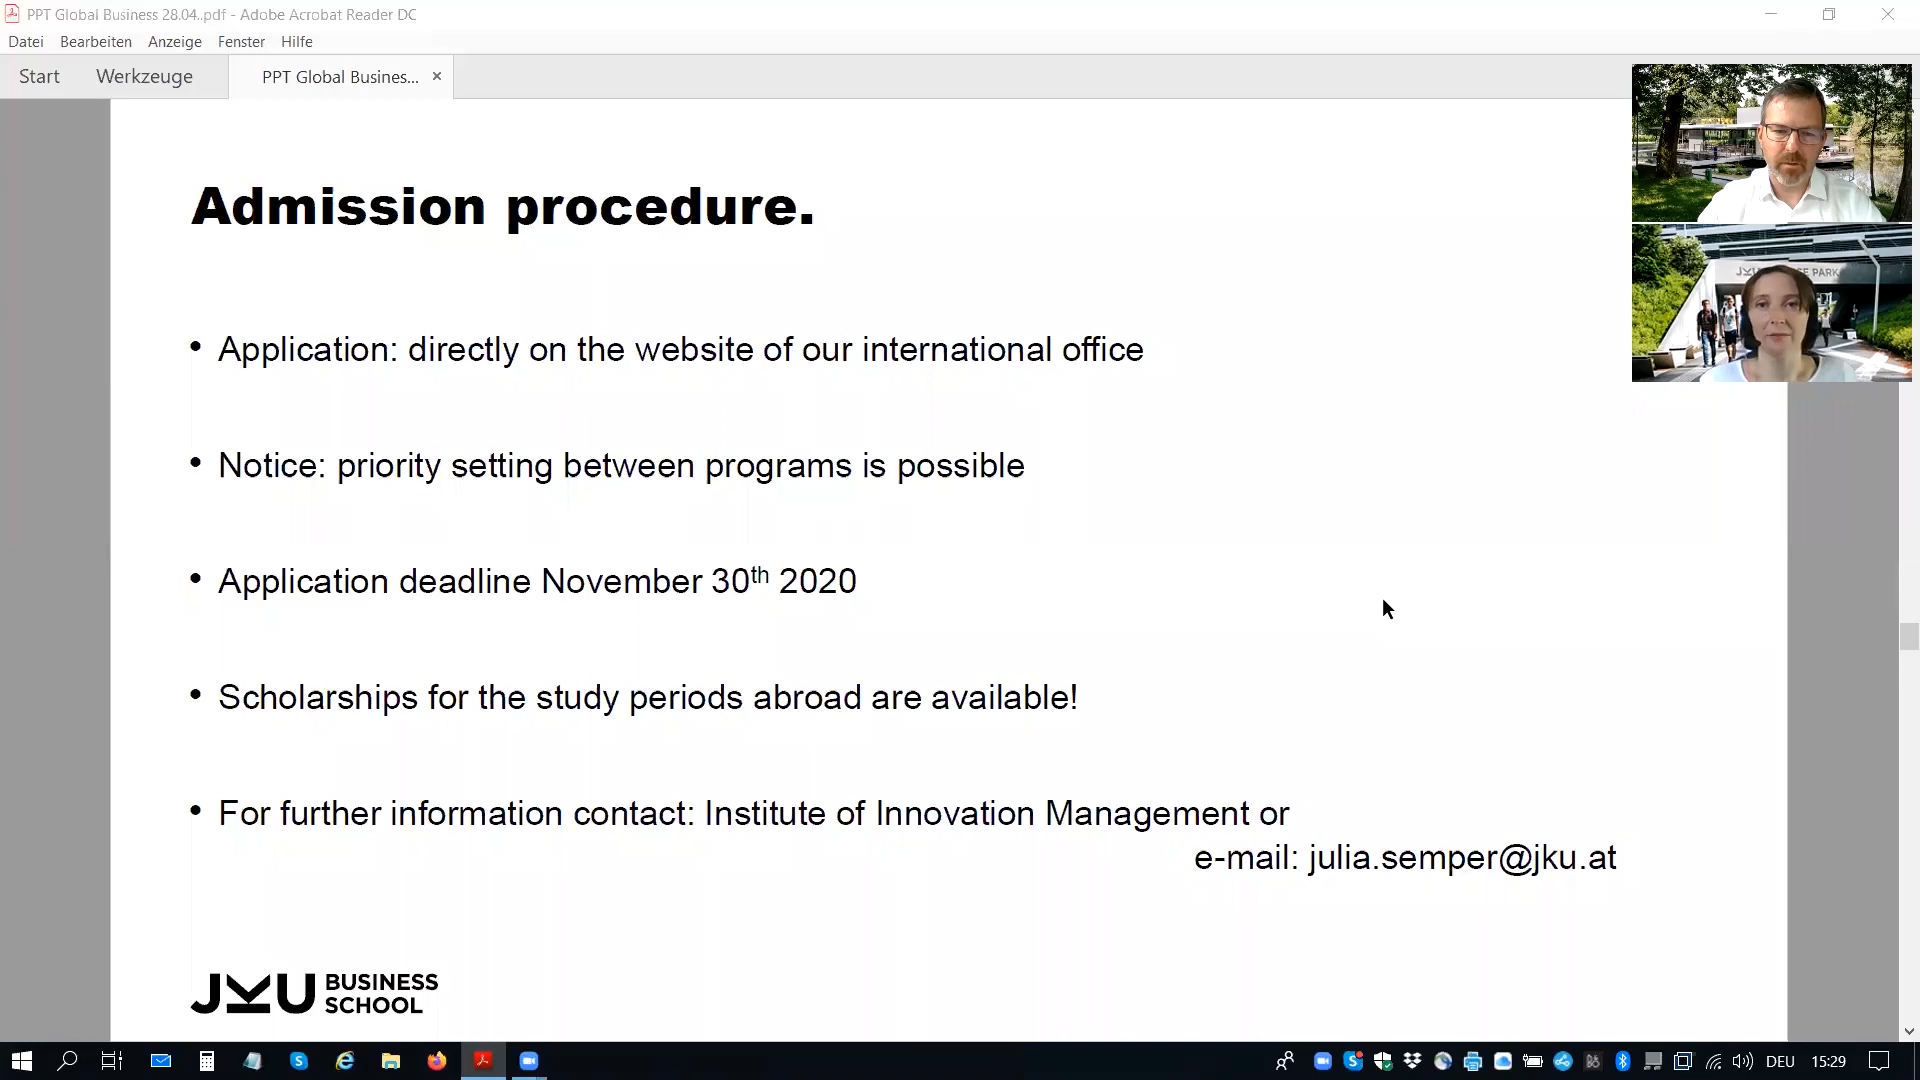 PPT Global Business 28.04..pdf - Adobe Acrobat Reader DC
Datei Bearbeiten Anzeige Fenster Hilfe
Start Werkzeuge PPT Global Busines... ×
Admission procedure.
• Application: directly on the website of our international office
• Notice: priority setting between programs is possible
• Application deadline November 30th 2020
• Scholarships for the study periods abroad are available!
• For further information contact: Institute of Innovation Management or
e-mail: julia.semper@jku.at
JKU BUSINESS
SCHOOL
DEU 15:29